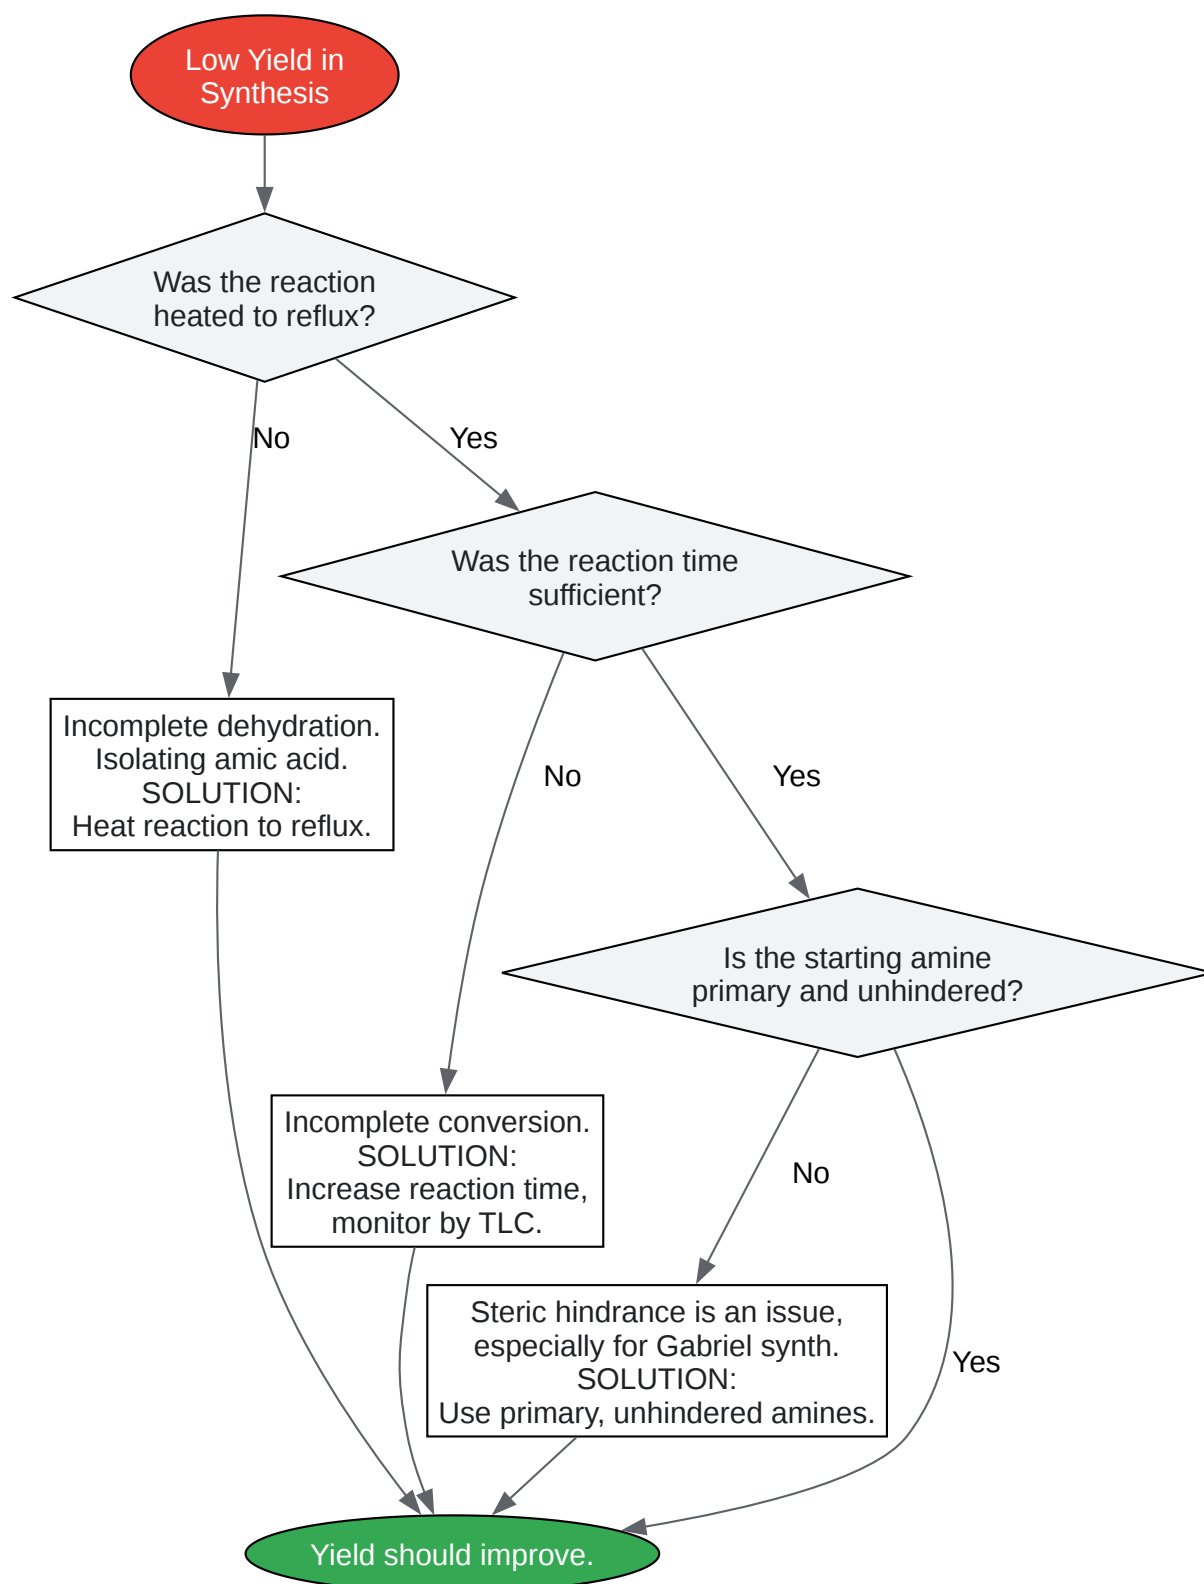 Low Yield in
Synthesis
Was the reaction
heated to reflux?
No
Yes
Was the reaction time
sufficient?
Incomplete dehydration.
Isolating amic acid.
SOLUTION:
Heat reaction to reflux.
No
Yes
Is the starting amine
primary and unhindered?
Incomplete conversion.
SOLUTION:
Increase reaction time,
monitor by TLC.
No
Steric hindrance is an issue,
especially for Gabriel synth.
SOLUTION:
Use primary, unhindered amines.
Yes
Yield should improve.